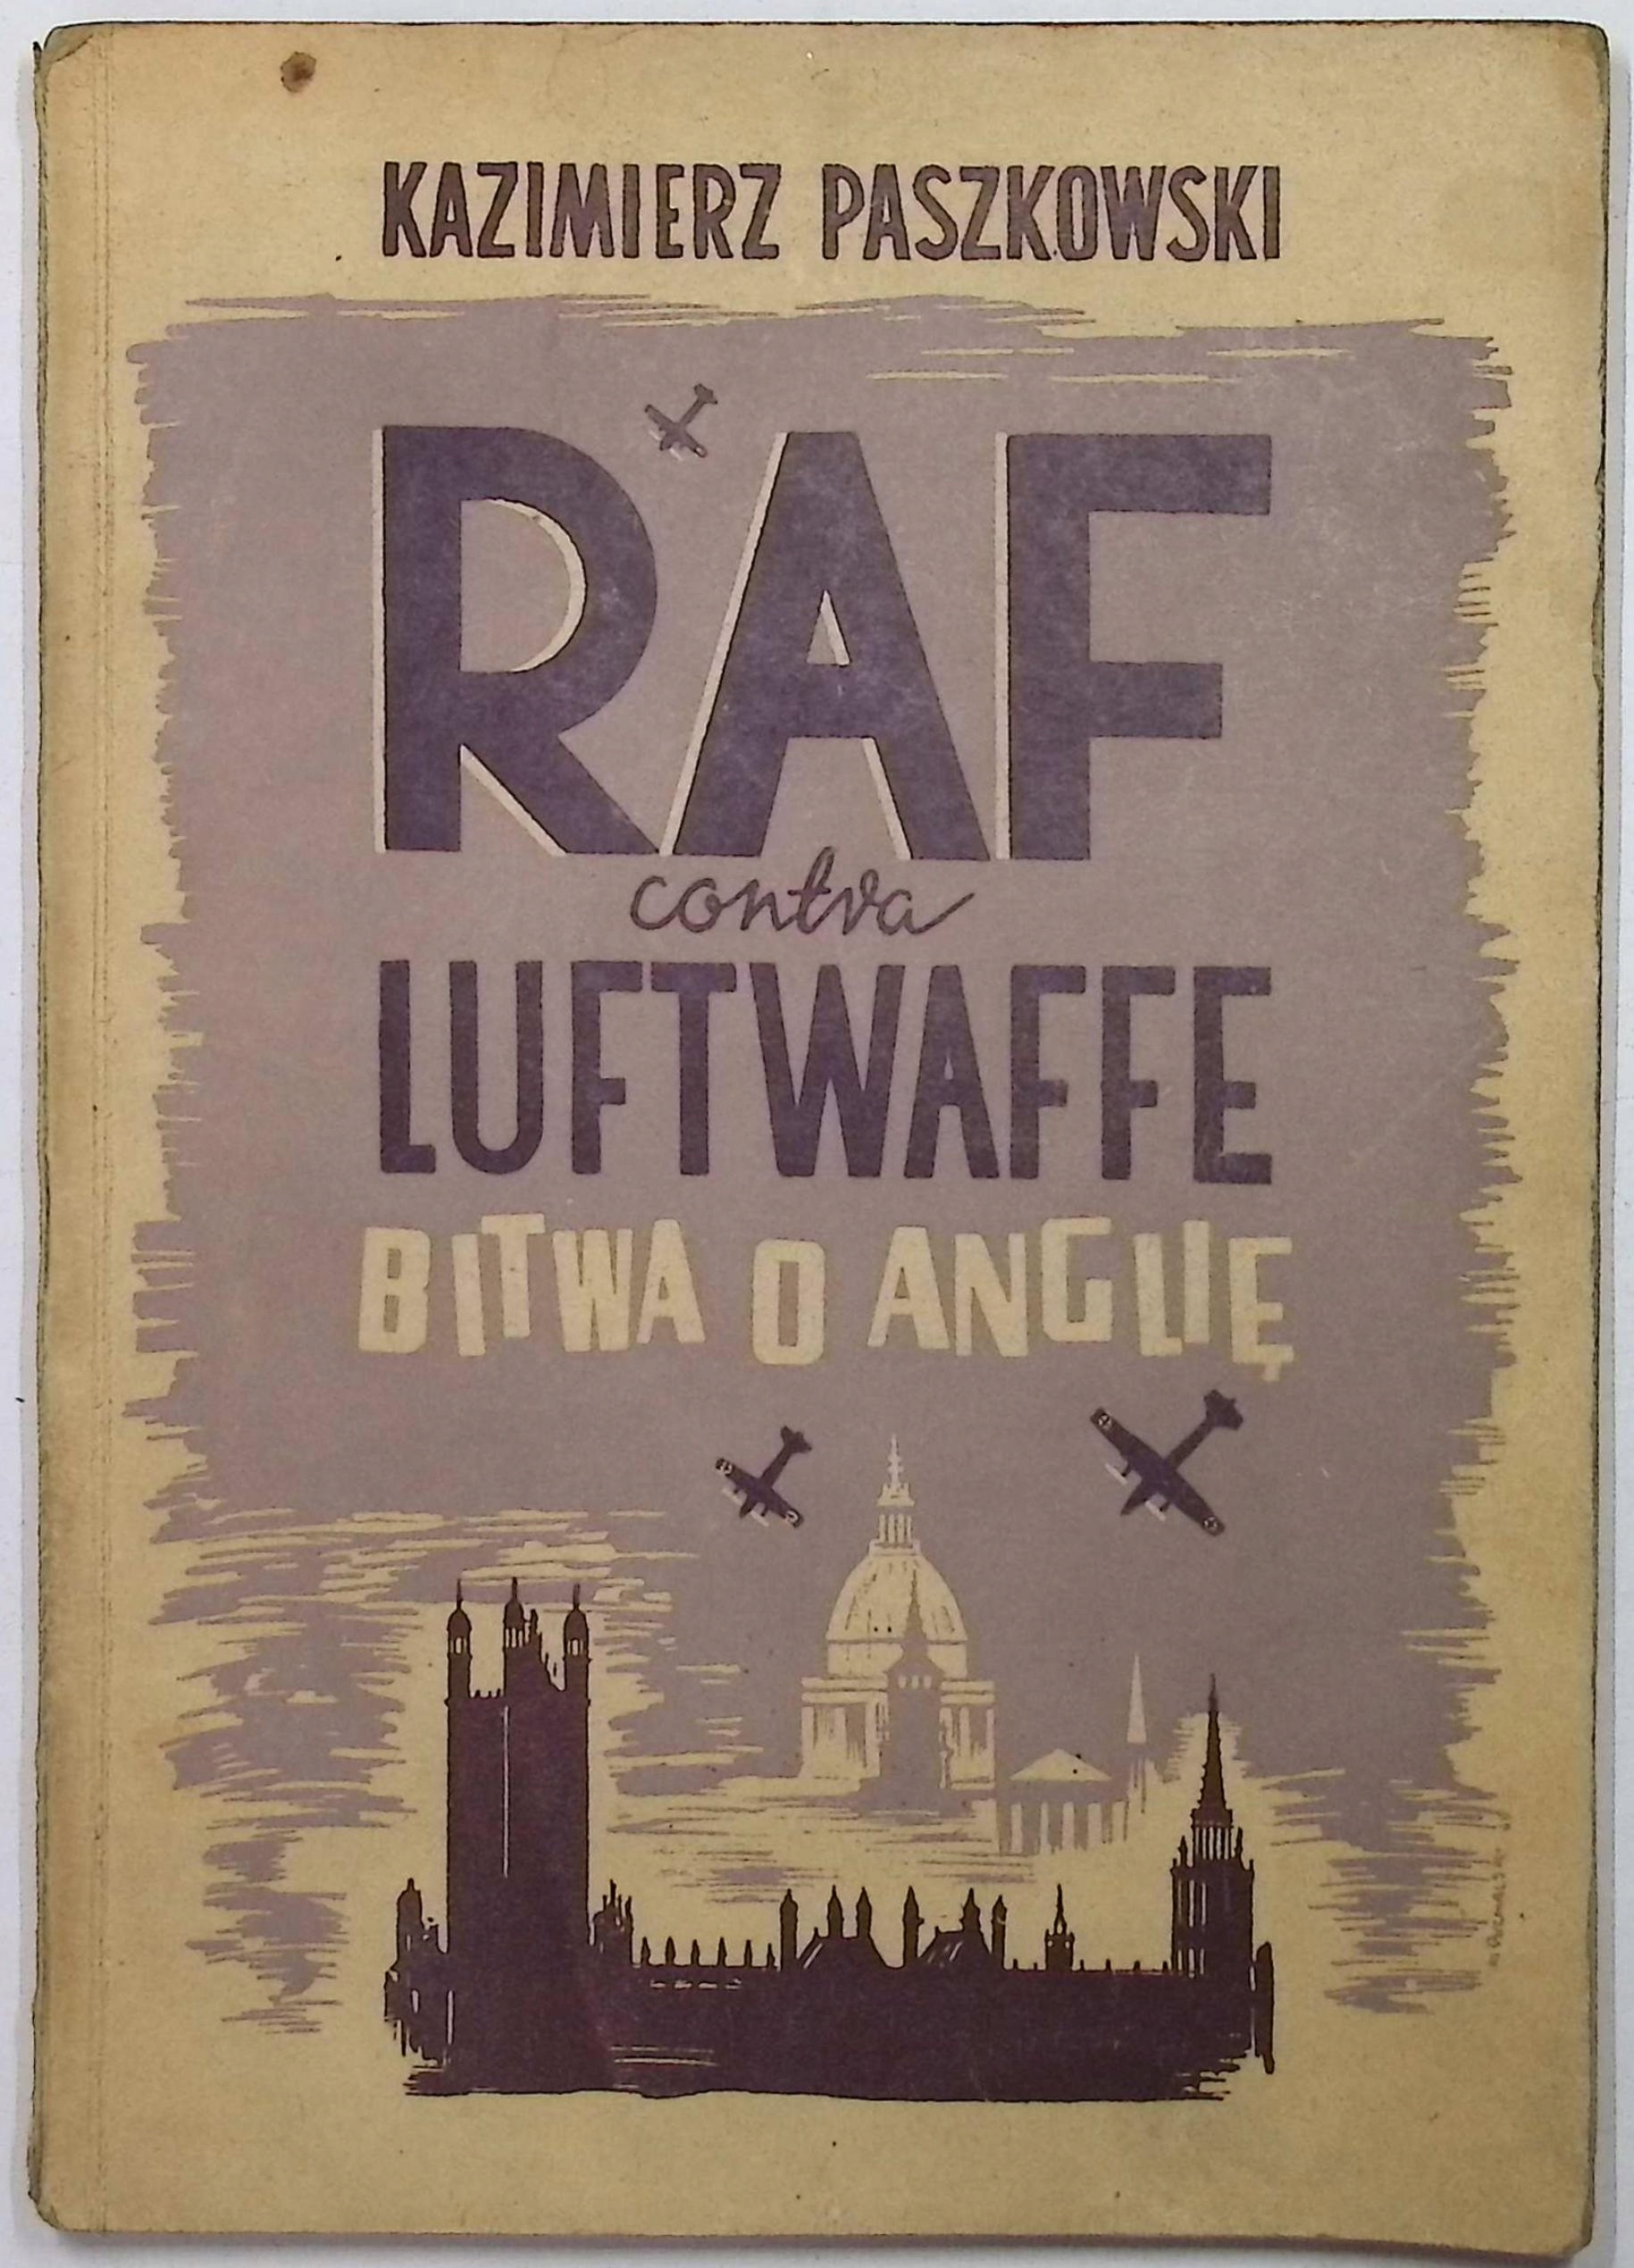 KAZIMIERZ PASZKOWSKI
RAF
contra
LUFTWAFFE
BITWA O ANGLIĘ